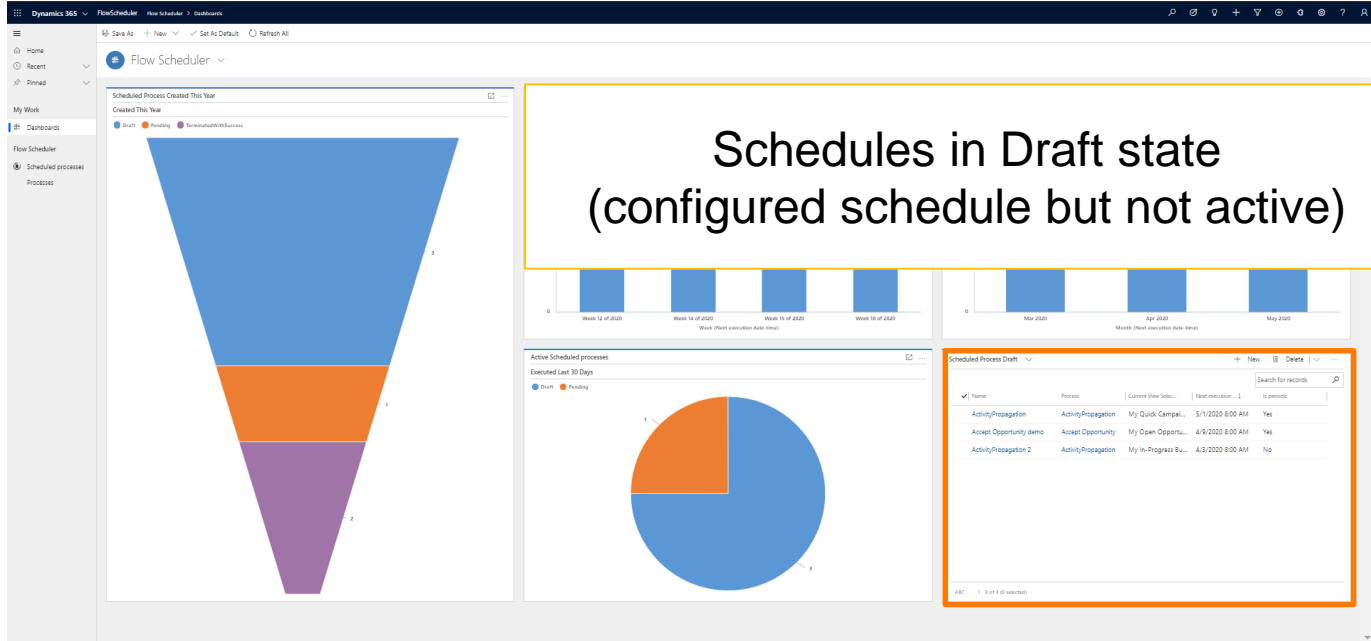 Dynamics 365 FlowScheduler Flow Scheduler > Dashboards
Save As New Set As Default Refresh All
Home
Recent
Pinned
My Work
Dashboards
Flow Scheduler
Scheduled processes
Processes
Flow Scheduler
Scheduled Process Created This Year
Created This Year
Draft Pending TerminatedWithSuccess
3
1
2
Schedules in Draft state
(configured schedule but not active)
0
Week 12 of 2020 Week 14 of 2020 Week 15 of 2020 Week 18 of 2020
Week (Next execution date-time)
0
Mar 2020 Apr 2020 May 2020
Month (Next execution date-time)
Active Scheduled processes
Executed Last 30 Days
Draft Pending
1
3
Scheduled Process Draft + New Delete
Search for records
Name Process Current View Selec... Next execution ... ↓ Is periodic
ActivityPropagation ActivityPropagation My Quick Campai... 5/1/2020 8:00 AM Yes
Accept Opportunity demo Accept Opportunity My Open Opportu... 4/9/2020 8:00 AM Yes
ActivityPropagation 2 ActivityPropagation My In-Progress Bu... 4/3/2020 8:00 AM No
ABC 1 - 3 of 3 (0 selected)